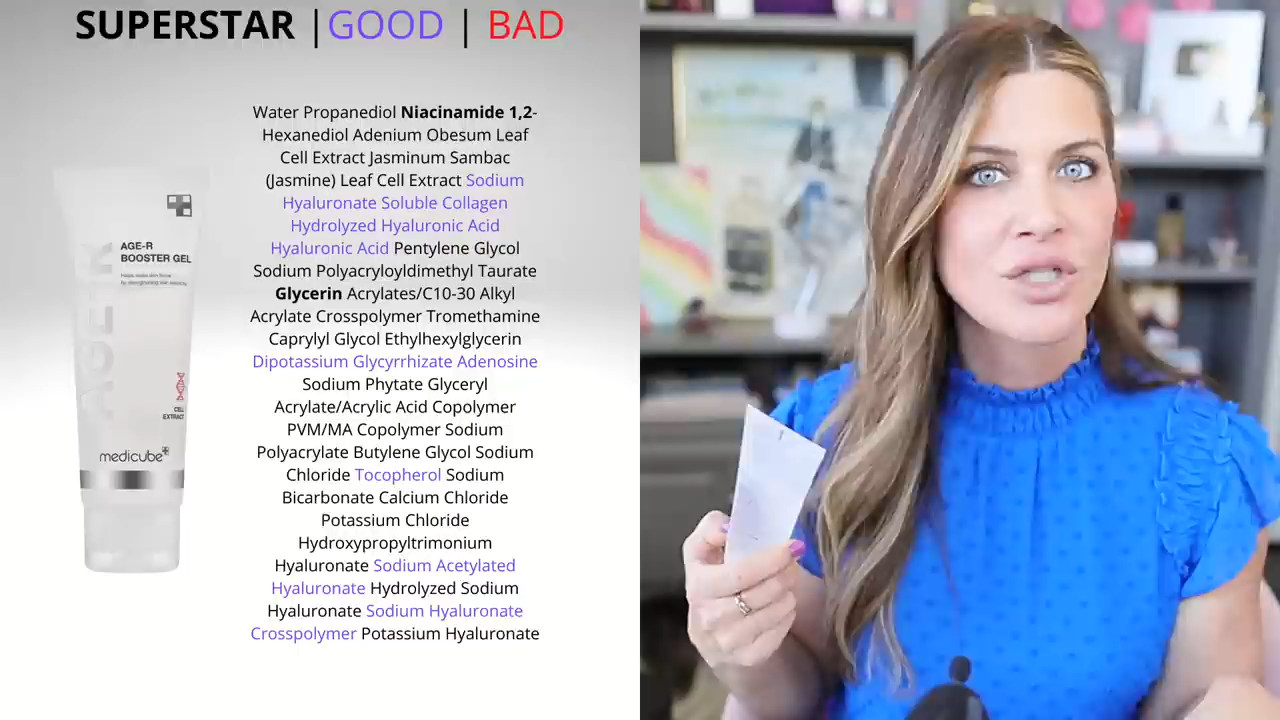 SUPERSTAR | GOOD | BAD
Water Propanediol Niacinamide 1,2-
Hexanediol Adenium Obesum Leaf
Cell Extract Jasminum Sambac
(Jasmine) Leaf Cell Extract Sodium
Hyaluronate Soluble Collagen
Hydrolyzed Hyaluronic Acid
Hyaluronic Acid Pentylene Glycol
Sodium Polyacryloyldimethyl Taurate
Glycerin Acrylates/C10-30 Alkyl
Acrylate Crosspolymer Tromethamine
Caprylyl Glycol Ethylhexylglycerin
Dipotassium Glycyrrhizate Adenosine
Sodium Phytate Glyceryl
Acrylate/Acrylic Acid Copolymer
PVM/MA Copolymer Sodium
Polyacrylate Butylene Glycol Sodium
Chloride Tocopherol Sodium
Bicarbonate Calcium Chloride
Potassium Chloride
Hydroxypropyltrimonium
Hyaluronate Sodium Acetylated
Hyaluronate Hydrolyzed Sodium
Hyaluronate Sodium Hyaluronate
Crosspolymer Potassium Hyaluronate
AGE-R
AGE-R
BOOSTER GEL
CELL
EXTRACT
medicube